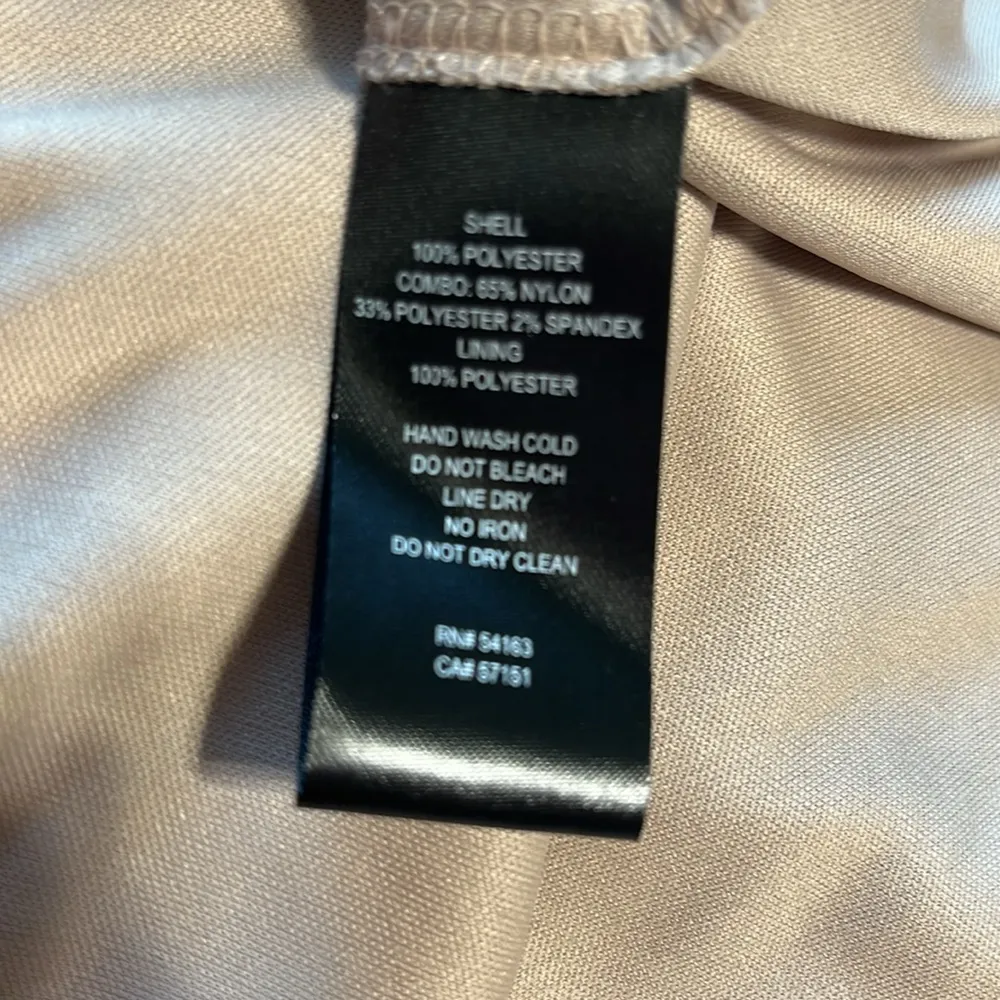 SHELL
100% POLYESTER
COMBO: 65% NYLON
33% POLYESTER 2% SPANDEX
LINING
100% POLYESTER
HAND WASH COLD
DO NOT BLEACH
LINE DRY
NO IRON
DO NOT DRY CLEAN
RN# 54163
CA# 57151